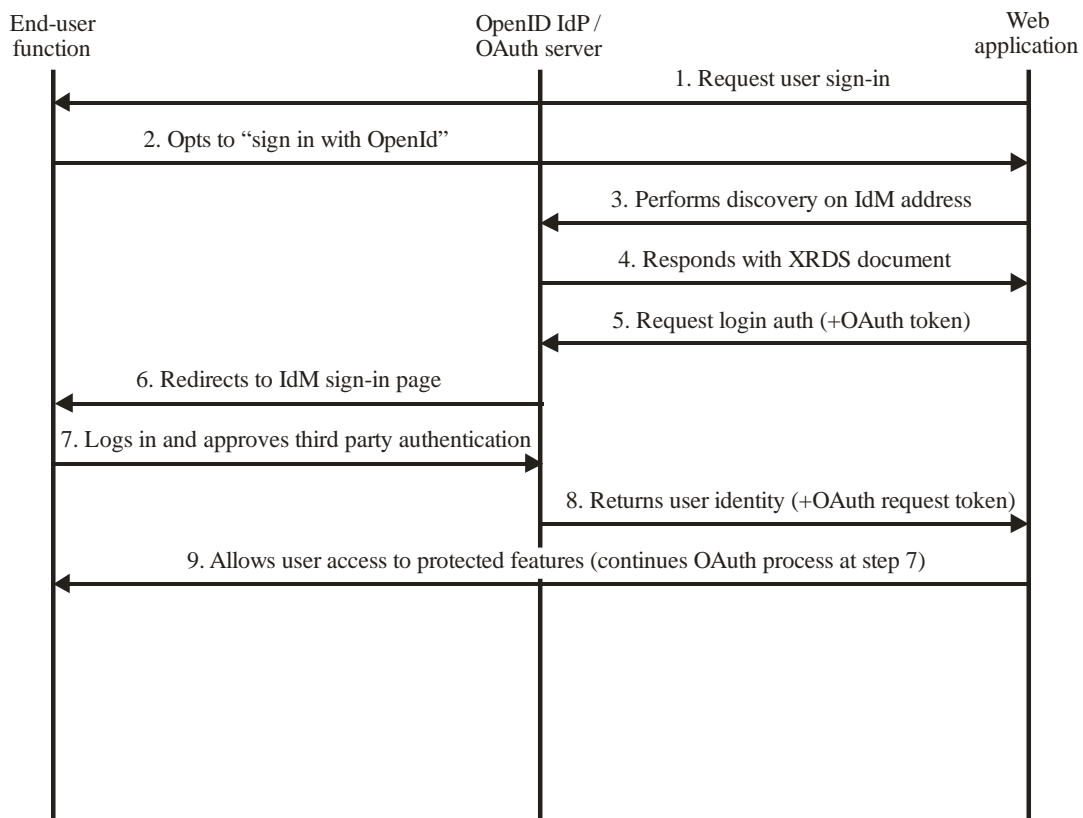 End-user
function
OpenID IdP /
OAuth server
Web
application
1. Request user sign-in
2. Opts to “sign in with OpenId”
3. Performs discovery on IdM address
4. Responds with XRDS document
5. Request login auth (+OAuth token)
6. Redirects to IdM sign-in page
7. Logs in and approves third party authentication
8. Returns user identity (+OAuth request token)
9. Allows user access to protected features (continues OAuth process at step 7)